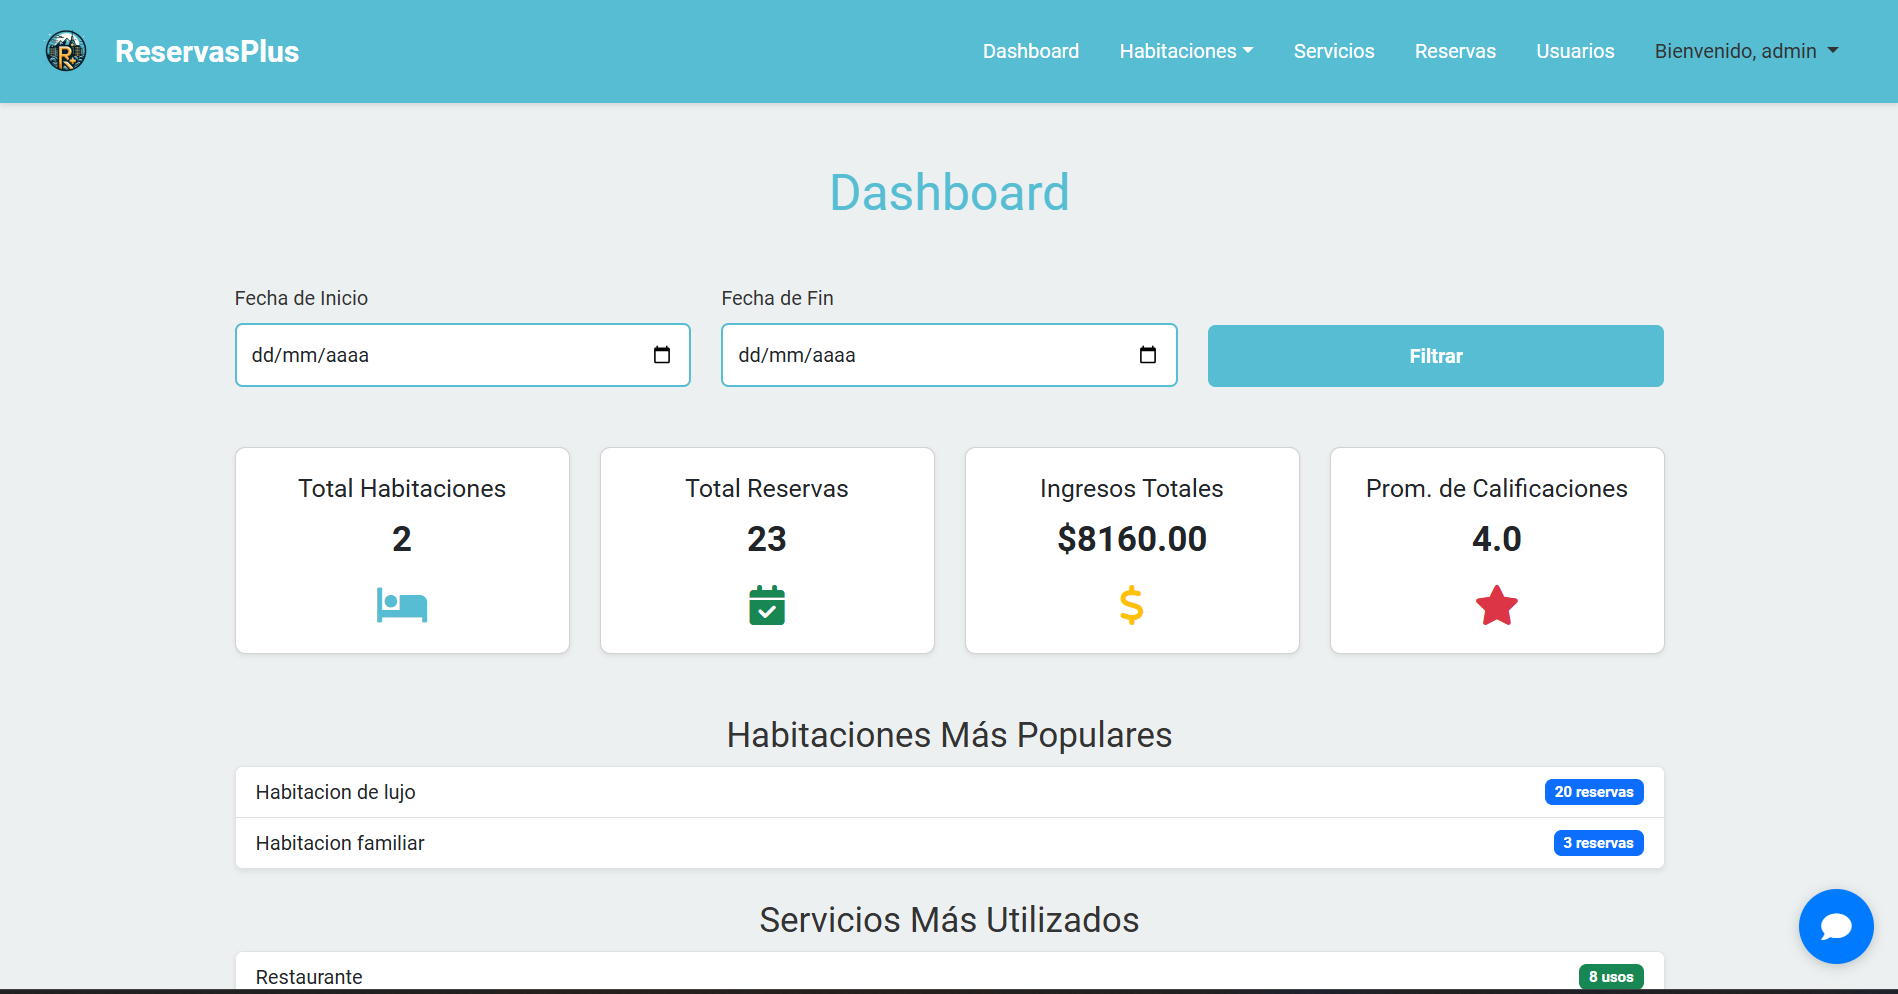 ReservasPlus
Dashboard
Habitaciones
Servicios
Reservas
Usuarios
Bienvenido, admin
Dashboard
Fecha de Inicio
Fecha de Fin
dd/mm/aaaa
dd/mm/aaaa
Filtrar
Total Habitaciones
2
Total Reservas
23
Ingresos Totales
$8160.00
Prom. de Calificaciones
4.0
Habitaciones Más Populares
Habitacion de lujo
20 reservas
Habitacion familiar
3 reservas
Servicios Más Utilizados
Restaurante
8 usos